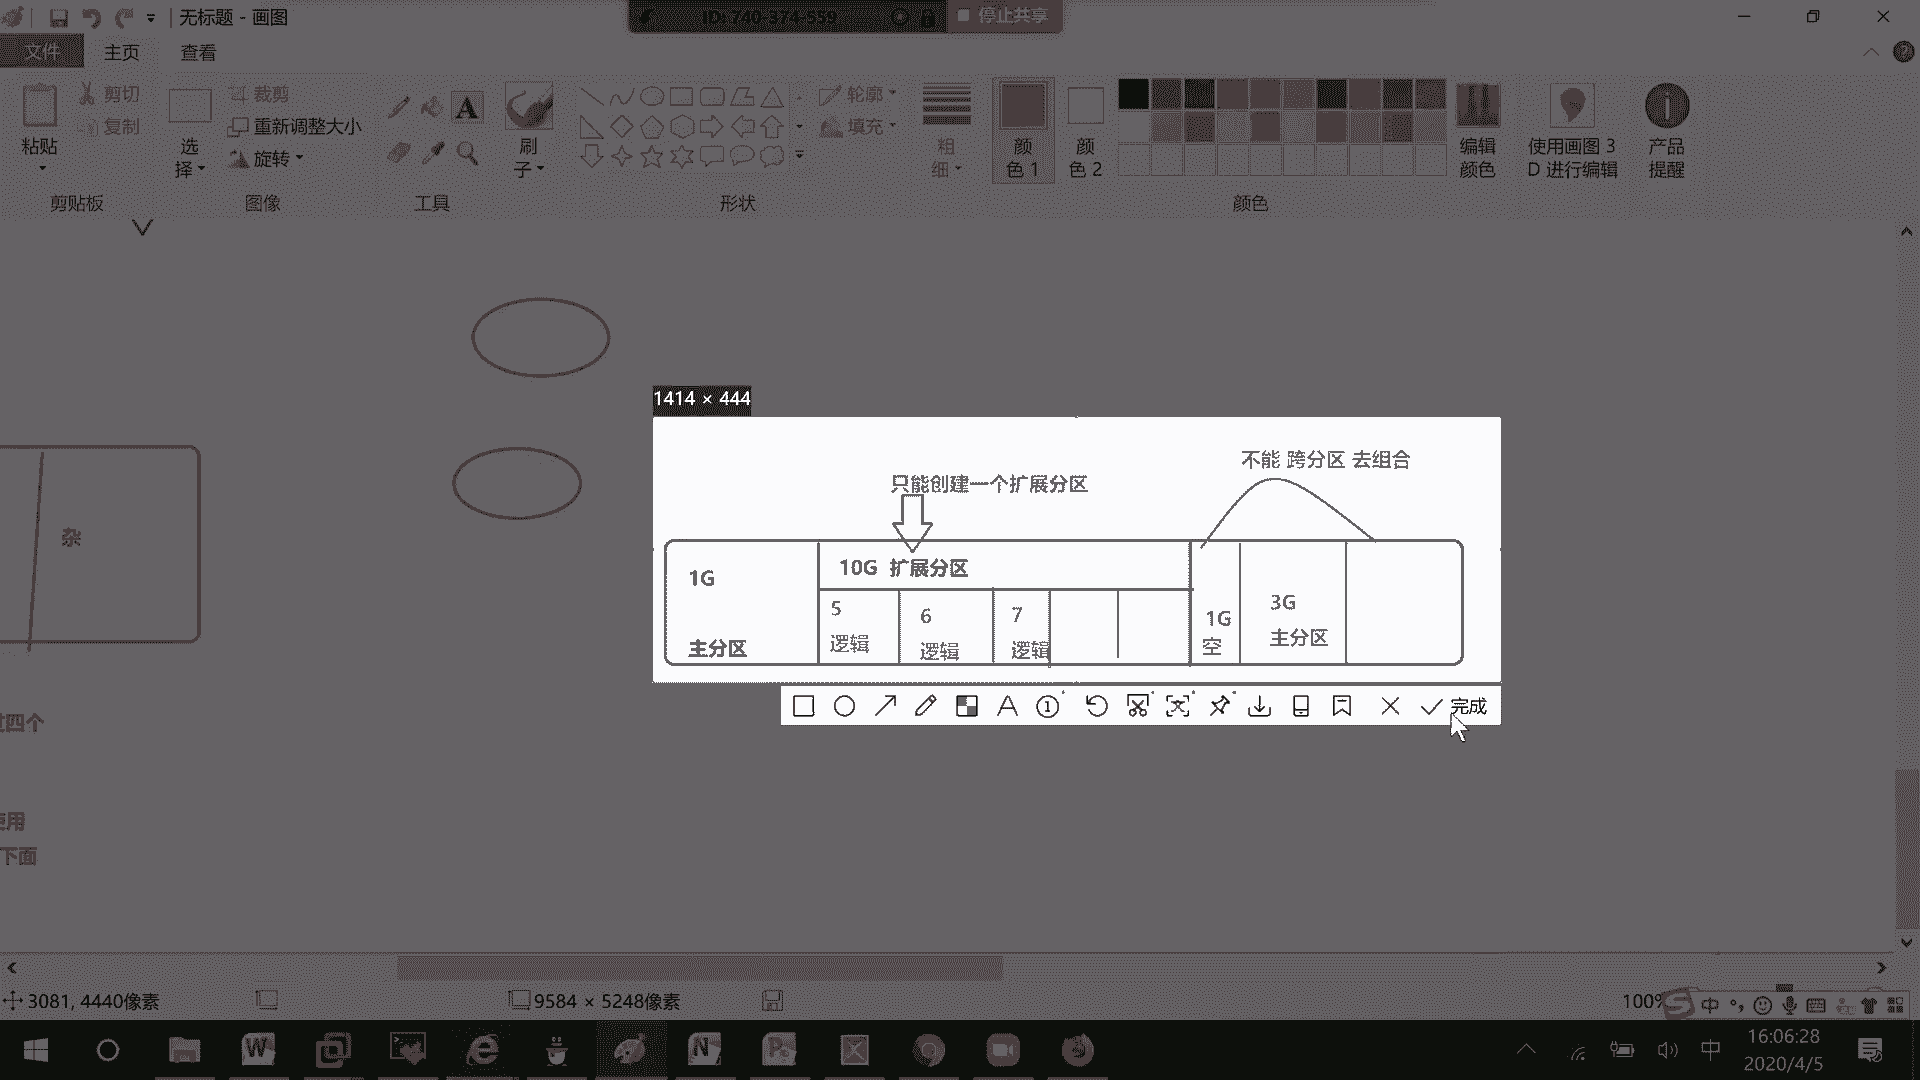 无标题 - 画图
ID: 740-374-559
停止共享
文件
主页
查看
粘贴
剪切
复制
剪贴板
选择
裁剪
重新调整大小
旋转
图像
A
工具
刷子
形状
轮廓
填充
粗细
颜色 1
颜色 2
颜色
编辑颜色
使用画图 3D 进行编辑
产品提醒
1414 × 444
不能 跨分区 去组合
只能创建一个扩展分区
10G 扩展分区
1G
主分区
5
逻辑
6
逻辑
7
逻辑
1G
空
3G
主分区
完成
杂
过四个
使用
下面
3081, 4440像素
9584 × 5248像素
100%
中
16:06:28
中
2020/4/5